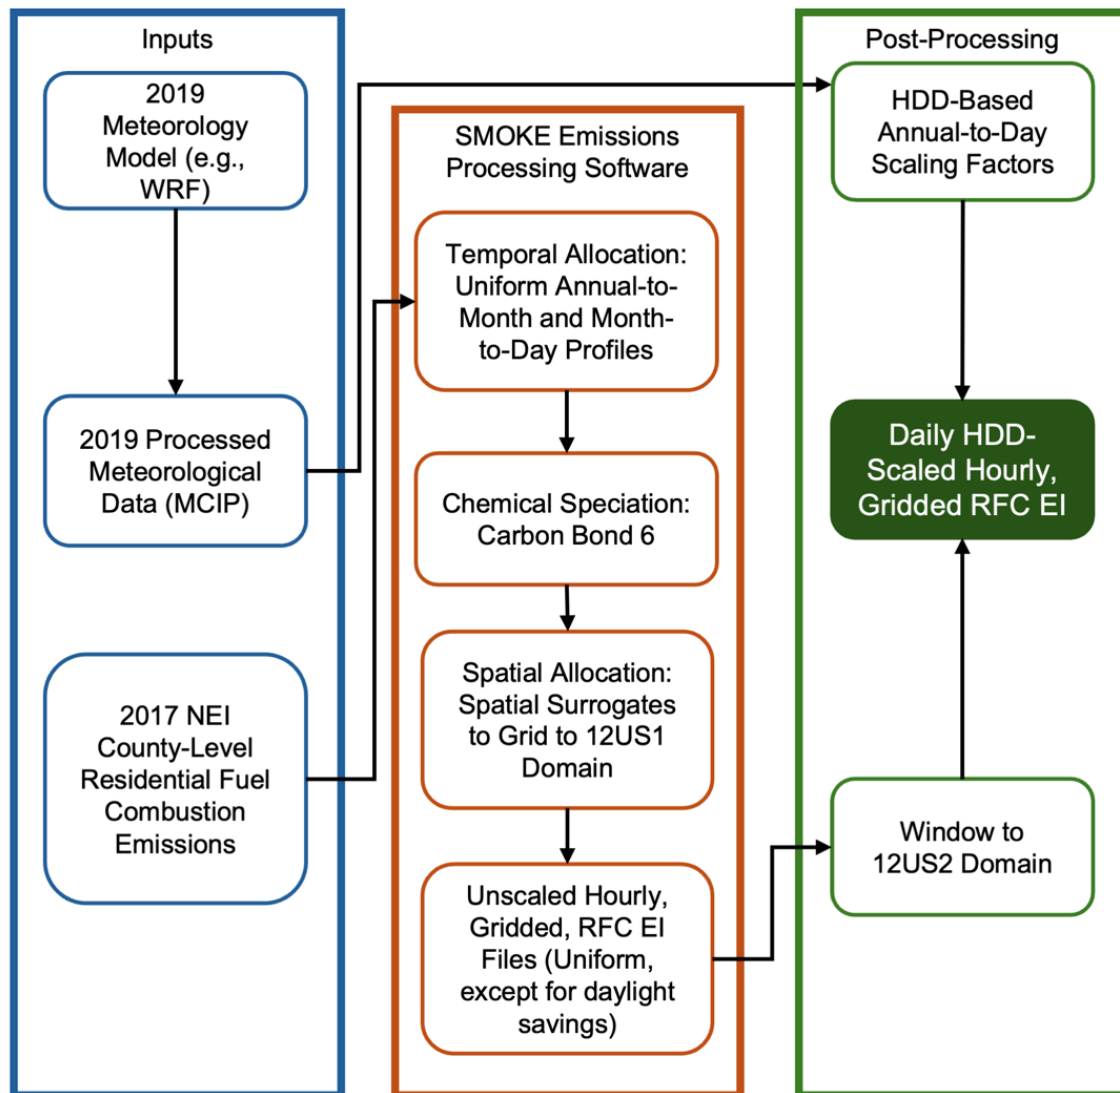 Inputs
2019
Meteorology
Model (e.g.,
WRF)
2019 Processed
Meteorological
Data (MCIP)
2017 NEI
County-Level
Residential Fuel
Combustion
Emissions
SMOKE Emissions
Processing Software
Temporal Allocation:
Uniform Annual-to-
Month and Month-
to-Day Profiles
Chemical Speciation:
Carbon Bond 6
Spatial Allocation:
Spatial Surrogates
to Grid to 12US1
Domain
Unscaled Hourly,
Gridded, RFC EI
Files (Uniform,
except for daylight
savings)
Post-Processing
HDD-Based
Annual-to-Day
Scaling Factors
Daily HDD-
Scaled Hourly,
Gridded RFC EI
Window to
12US2 Domain